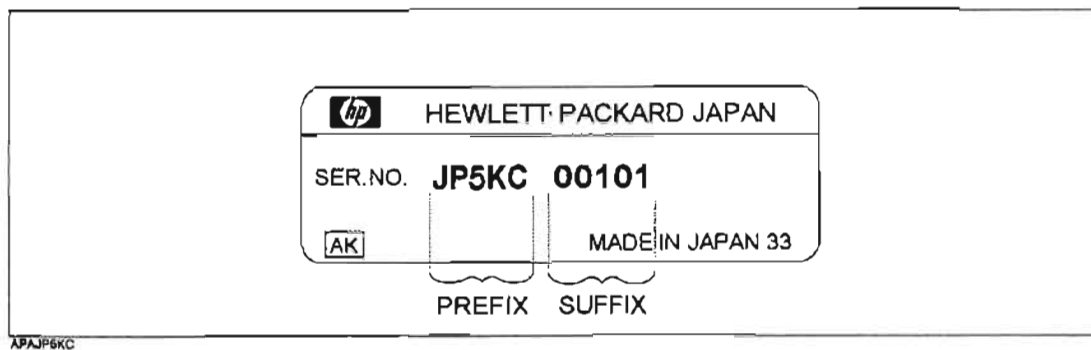 hp HEWLETT·PACKARD JAPAN
SER.NO. JP5KC 00101
AK MADE IN JAPAN 33
PREFIX SUFFIX
APAJP5KC